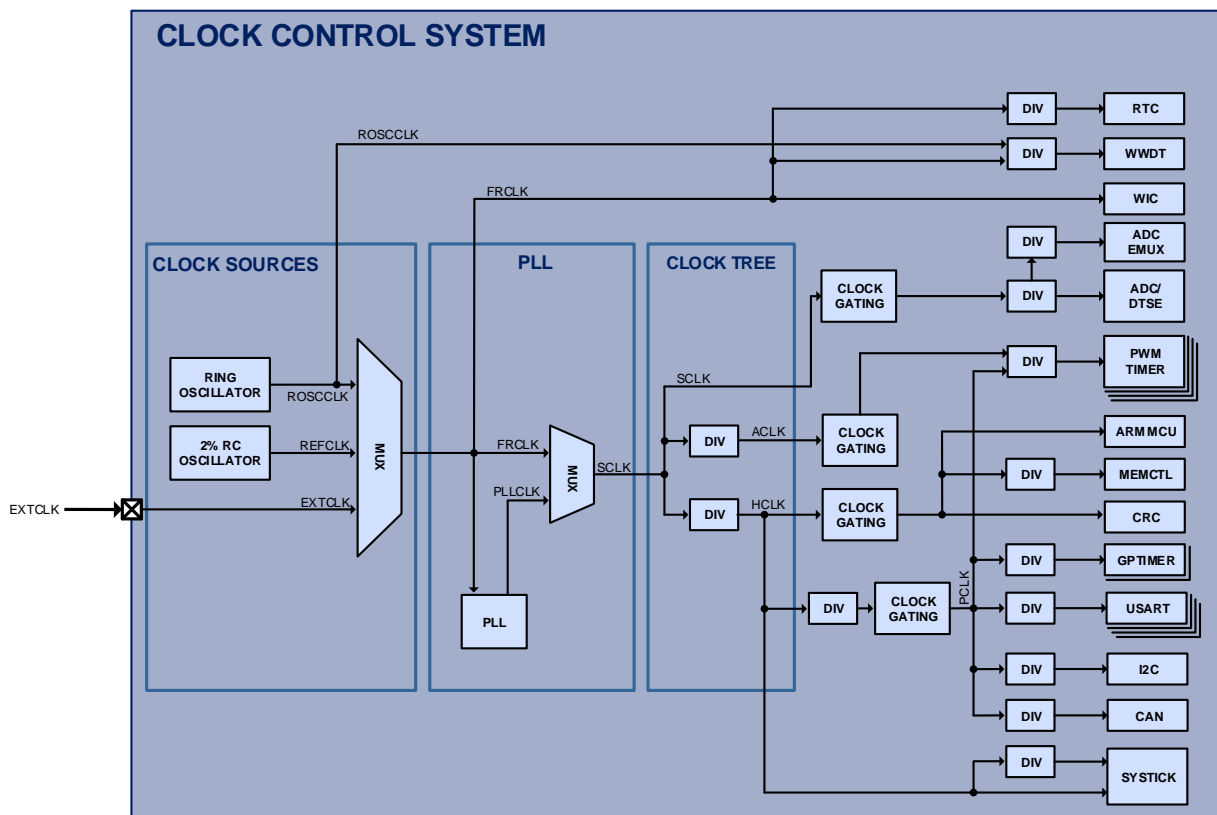 CLOCK CONTROL SYSTEM
DIV
RTC
ROSCCLK
DIV
WWDT
FRCLK
WIC
CLOCK SOURCES
PLL
CLOCK TREE
DIV
ADC
EMUX
CLOCK
GATING
DIV
ADC/
DTSE
RING
OSCILLATOR
ROSCCLK
SCLK
DIV
PWM
TIMER
2% RC
OSCILLATOR
REFCLK
MUX
FRCLK
MUX
SCLK
DIV
ACLK
CLOCK
GATING
ARM MCU
DIV
MEMCTL
EXTCLK
EXTCLK
PLLCLK
DIV
HCLK
CLOCK
GATING
CRC
DIV
GPTIMER
PLL
DIV
CLOCK
GATING
PCLK
DIV
USART
DIV
I2C
DIV
CAN
DIV
SYSTICK